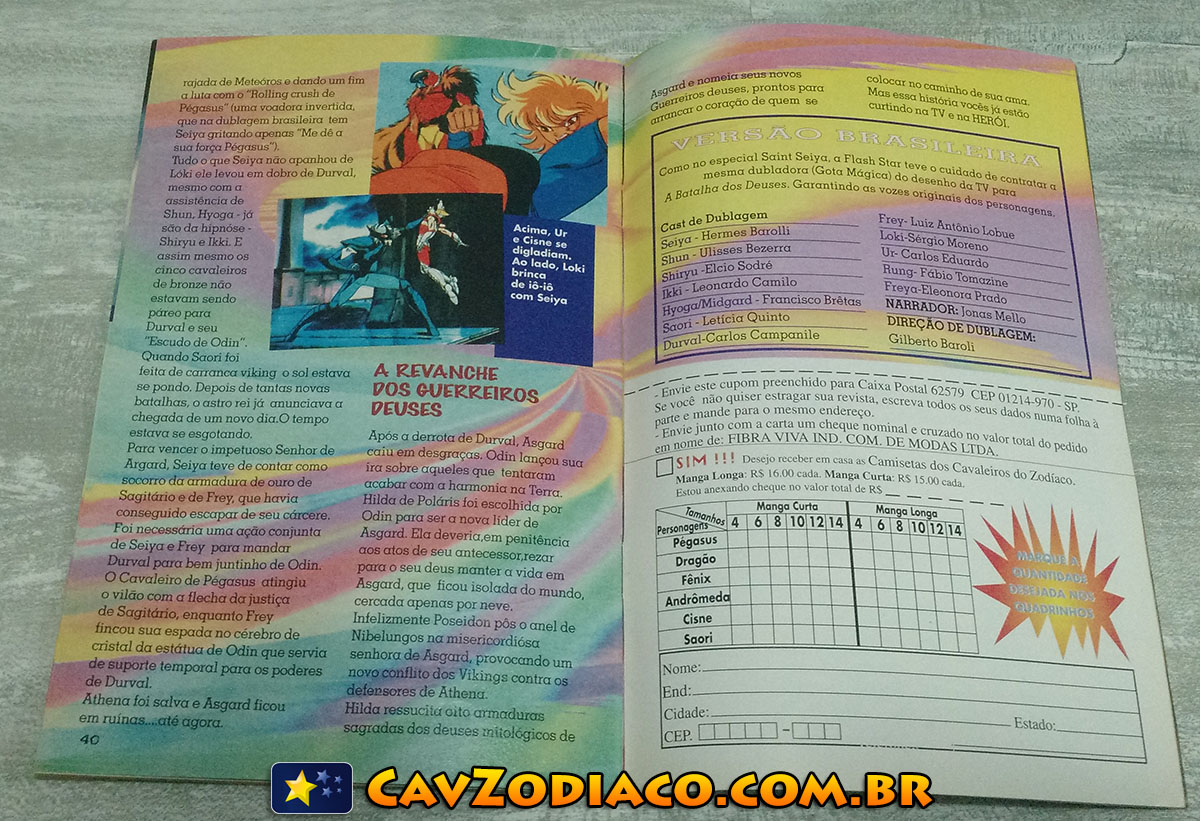 rajada de Meteóros e dando um fim
a luta com o "Rolling crush de
Pégasus" (uma voadora invertida,
que na dublagem brasileira tem
Seiya gritando apenas "Me dê a
sua força Pégasus").
Tudo o que Seiya não apanhou de
Lóki ele levou em dobro de Durval,
mesmo com a
assistência de
Shun, Hyoga - já
são da hipnóse -
Shiryu e Ikki. E
assim mesmo os
cinco cavaleiros
de bronze não
estavam sendo
páreo para
Durval e seu
"Escudo de Odin".
Quando Saori foi
feita de carranca viking o sol estava
se pondo. Depois de tantas novas
batalhas, o astro rei já anunciava a
chegada de um novo dia.O tempo
estava se esgotando.
Para vencer o impetuoso Senhor de
Argard, Seiya teve de contar como
socorro da armadura de ouro de
Sagitário e de Frey, que havia
conseguido escapar de seu cárcere.
Foi necessária uma ação conjunta
de Seiya e Frey para mandar
Durval para bem juntinho de Odin.
O Cavaleiro de Pégasus atingiu
o vilão com a flecha da justiça
de Sagitário, enquanto Frey
fincou sua espada no cérebro de
cristal da estátua de Odin que servia
de suporte temporal para os poderes
de Durval.
Athena foi salva e Asgard ficou
em ruínas....até agora.
40
Acima, Ur
e Cisne se
digladiam.
Ao lado, Loki
brinca
de iô-iô
com Seiya
A REVANCHE
DOS GUERREIROS
DEUSES
Após a derrota de Durval, Asgard
caiu em desgraças. Odin lançou sua
ira sobre aqueles que tentaram
acabar com a harmonia na Terra.
Hilda de Poláris foi escolhida por
Odin para ser a nova líder de
Asgard. Ela deveria,em penitência
aos atos de seu antecessor,rezar
para o seu deus manter a vida em
Asgard, que ficou isolada do mundo,
cercada apenas por neve.
Infelizmente Poseidon pôs o anel de
Nibelungos na misericordiósa
senhora de Asgard, provocando um
novo conflito dos Vikings contra os
defensores de Athena.
Hilda ressucita oito armaduras
sagradas dos deuses mitológicos de
Asgard e nomeia seus novos
Guerreiros deuses, prontos para
arrancar o coração de quem se
colocar no caminho de sua ama.
Mas essa história vocês já estão
curtindo na TV e na HERÓI.
VERSÃO BRASILEIRA
Como no especial Saint Seiya, a Flash Star teve o cuidado de contratar a
mesma dubladora (Gota Mágica) do desenho da TV para
A Batalha dos Deuses. Garantindo as vozes originais dos personagens.
Cast de Dublagem
Seiya - Hermes Barolli
Shun - Ulisses Bezerra
Shiryu -Elcio Sodré
Ikki - Leonardo Camilo
Hyoga/Midgard - Francisco Brêtas
Saori - Letícia Quinto
Durval-Carlos Campanile
Frey- Luiz Antônio Lobue
Loki-Sérgio Moreno
Ur- Carlos Eduardo
Rung- Fábio Tomazine
Freya-Eleonora Prado
NARRADOR: Jonas Mello
DIREÇÃO DE DUBLAGEM:
Gilberto Baroli
- Envie este cupom preenchido para Caixa Postal 62579 CEP 01214-970 - SP.
Se você não quiser estragar sua revista, escreva todos os seus dados numa folha à
parte e mande para o mesmo endereço.
- Envie junto com a carta um cheque nominal e cruzado no valor total do pedido
em nome de: FIBRA VIVA IND. COM. DE MODAS LTDA.
SIM !!! Desejo receber em casa as Camisetas dos Cavaleiros do Zodíaco.
Manga Longa: R$ 16.00 cada. Manga Curta: R$ 15.00 cada.
Estou anexando cheque no valor total de R$
Manga Curta Manga Longa
Tamanhos 4 6 8 10 12 14 4 6 8 10 12 14
Personagens
Pégasus
Dragão
Fênix
Andrômeda
Cisne
Saori
MARQUE A
QUANTIDADE
DESEJADA NOS
QUADRINHOS
Nome:
End:
Cidade: Estado:
CEP. -
CavZodiaco.com.br